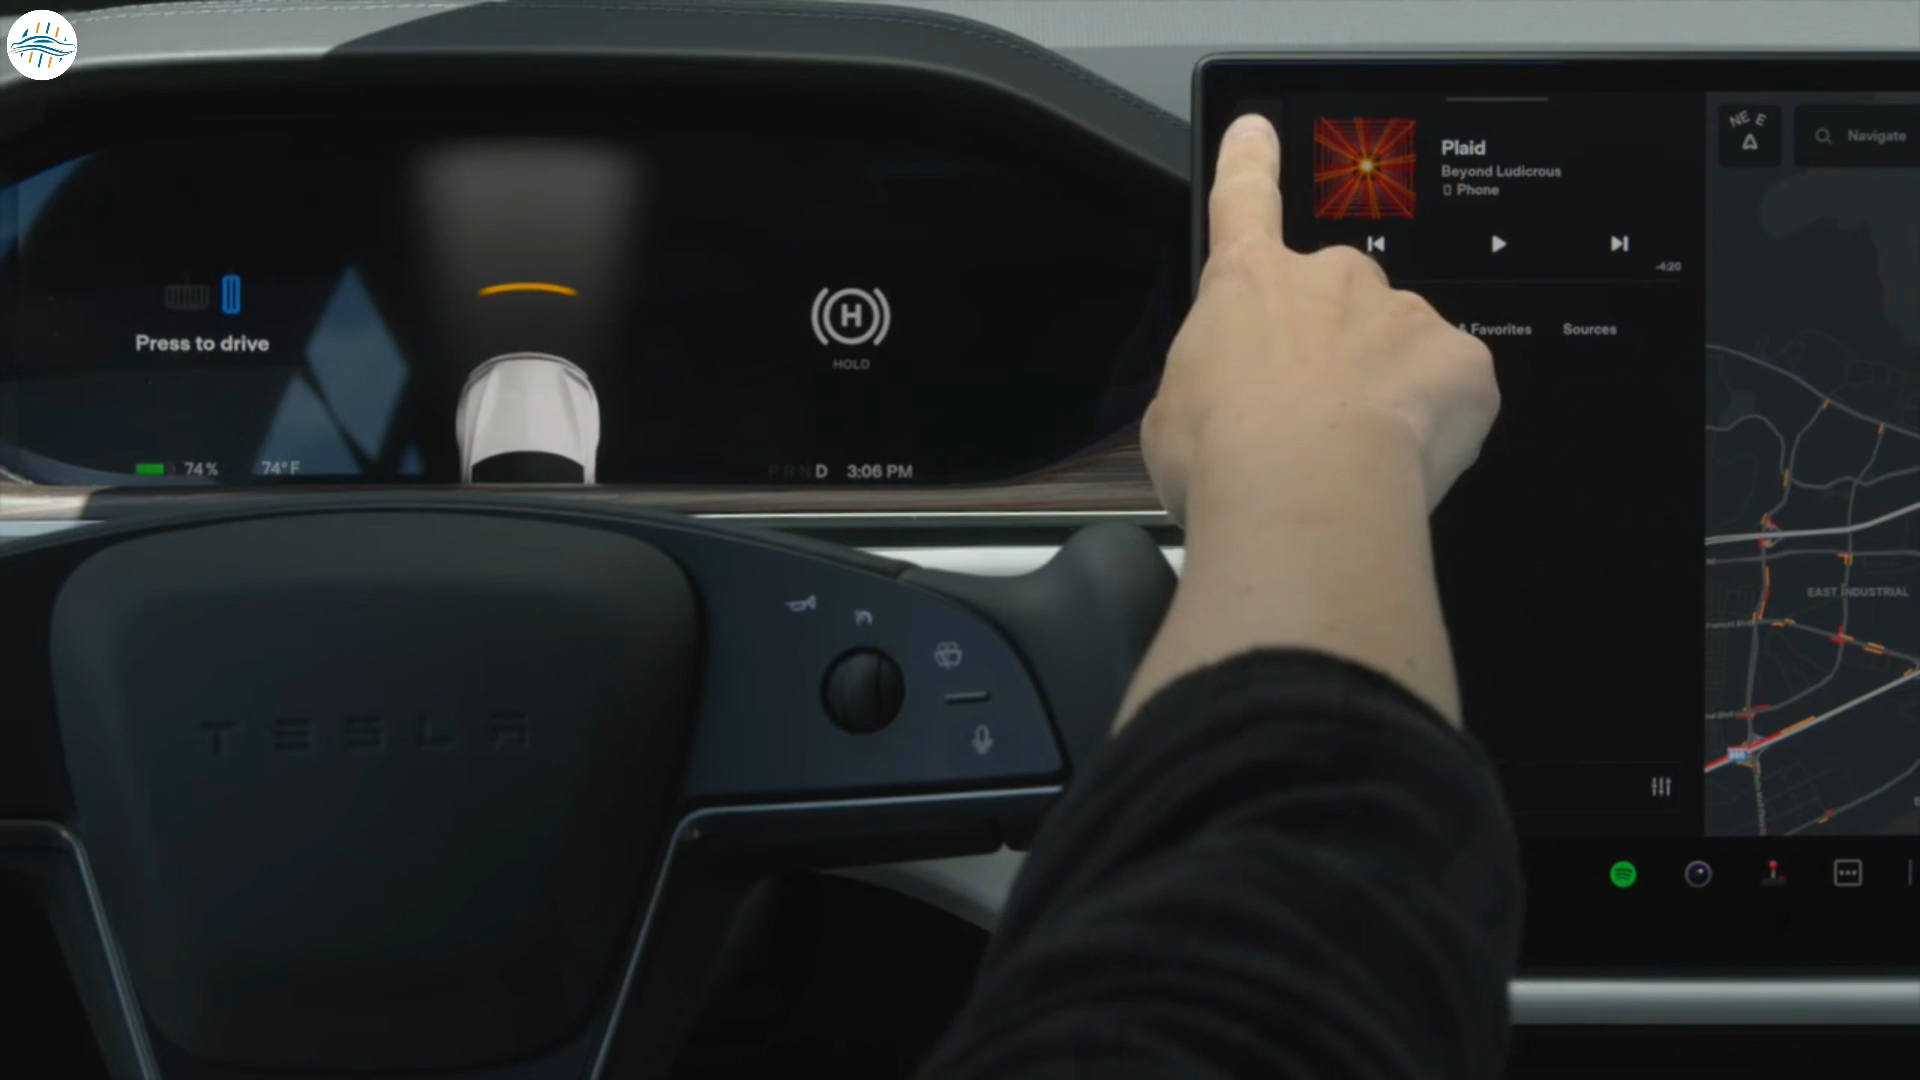 Press to drive
74%
74°F
H
HOLD
P R N D
3:06 PM
TESLA
Plaid
Beyond Ludicrous
Phone
-4:20
& Favorites
Sources
NE E
Navigate
EAST INDUSTRIAL